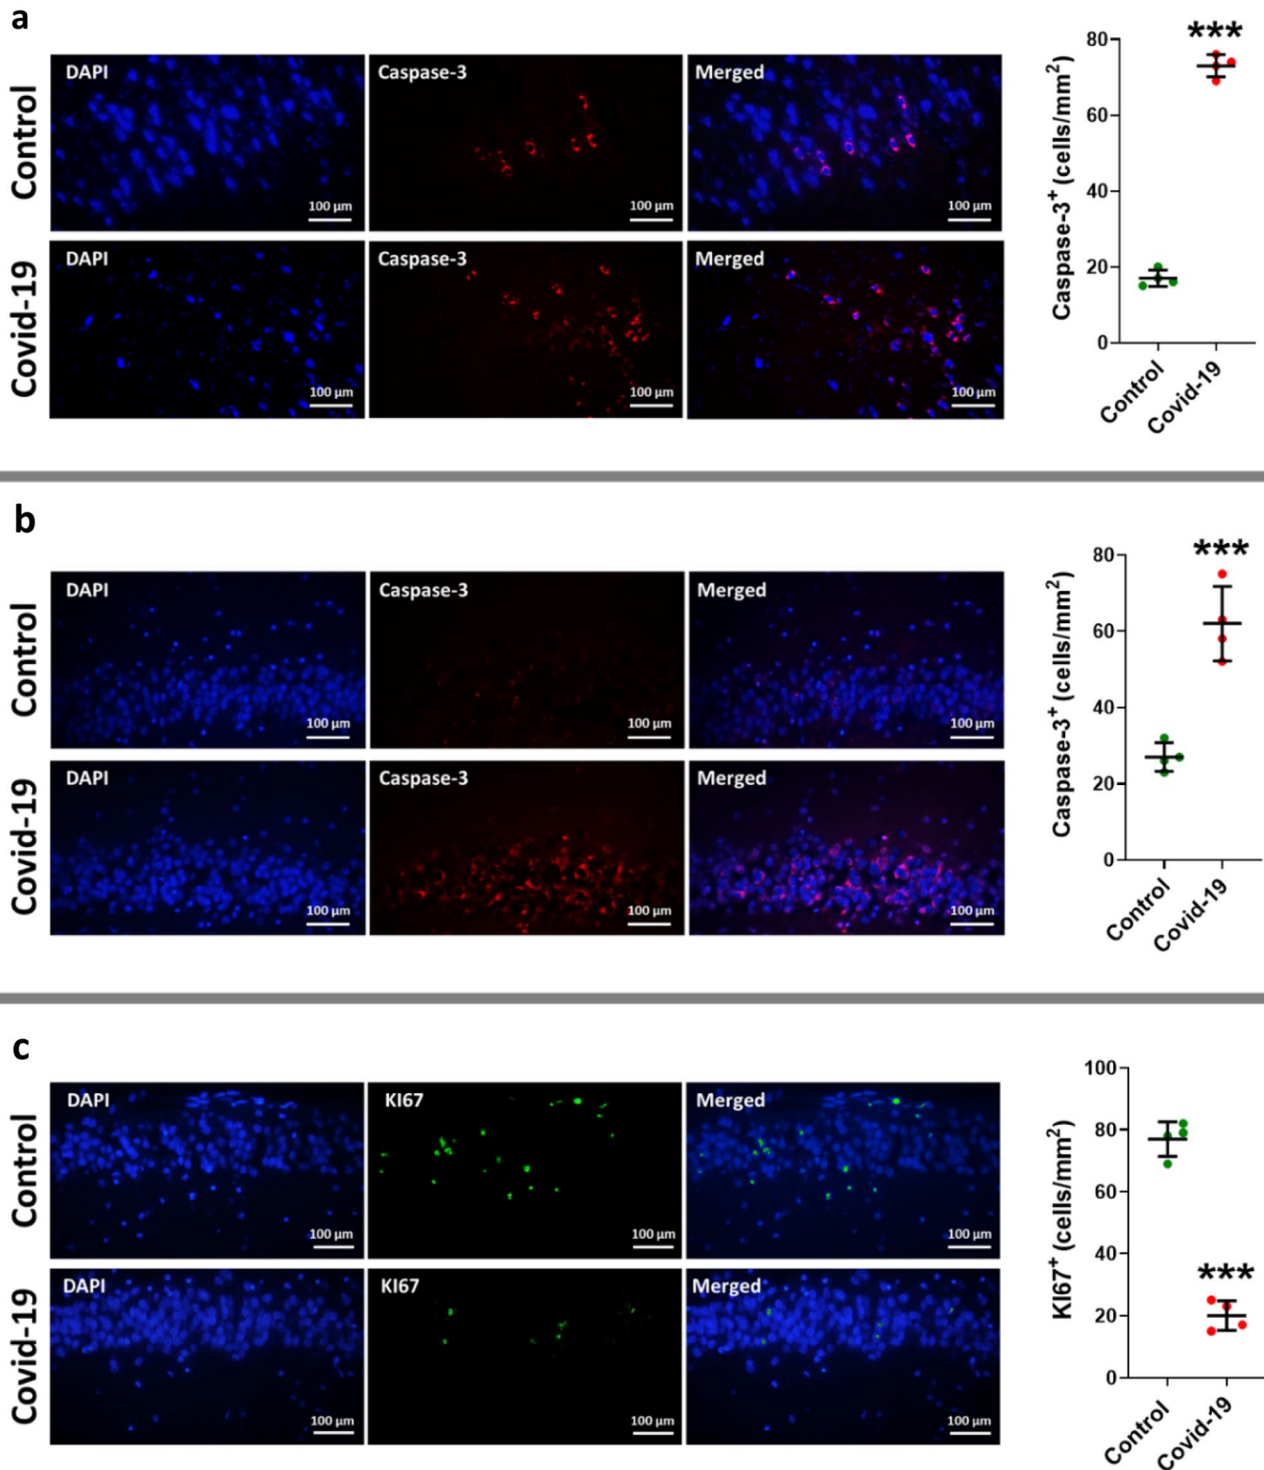 a
Control
DAPI
100 µm
Caspase-3
100 µm
Merged
100 µm
Covid-19
DAPI
100 µm
Caspase-3
100 µm
Merged
100 µm
***
Caspase-3⁺ (cells/mm²)
80
60
40
20
0
Control
Covid-19
b
Control
DAPI
100 µm
Caspase-3
100 µm
Merged
100 µm
Covid-19
DAPI
100 µm
Caspase-3
100 µm
Merged
100 µm
***
Caspase-3⁺ (cells/mm²)
80
60
40
20
0
Control
Covid-19
c
Control
DAPI
100 µm
KI67
100 µm
Merged
100 µm
Covid-19
DAPI
100 µm
KI67
100 µm
Merged
100 µm
***
KI67⁺ (cells/mm²)
100
80
60
40
20
0
Control
Covid-19